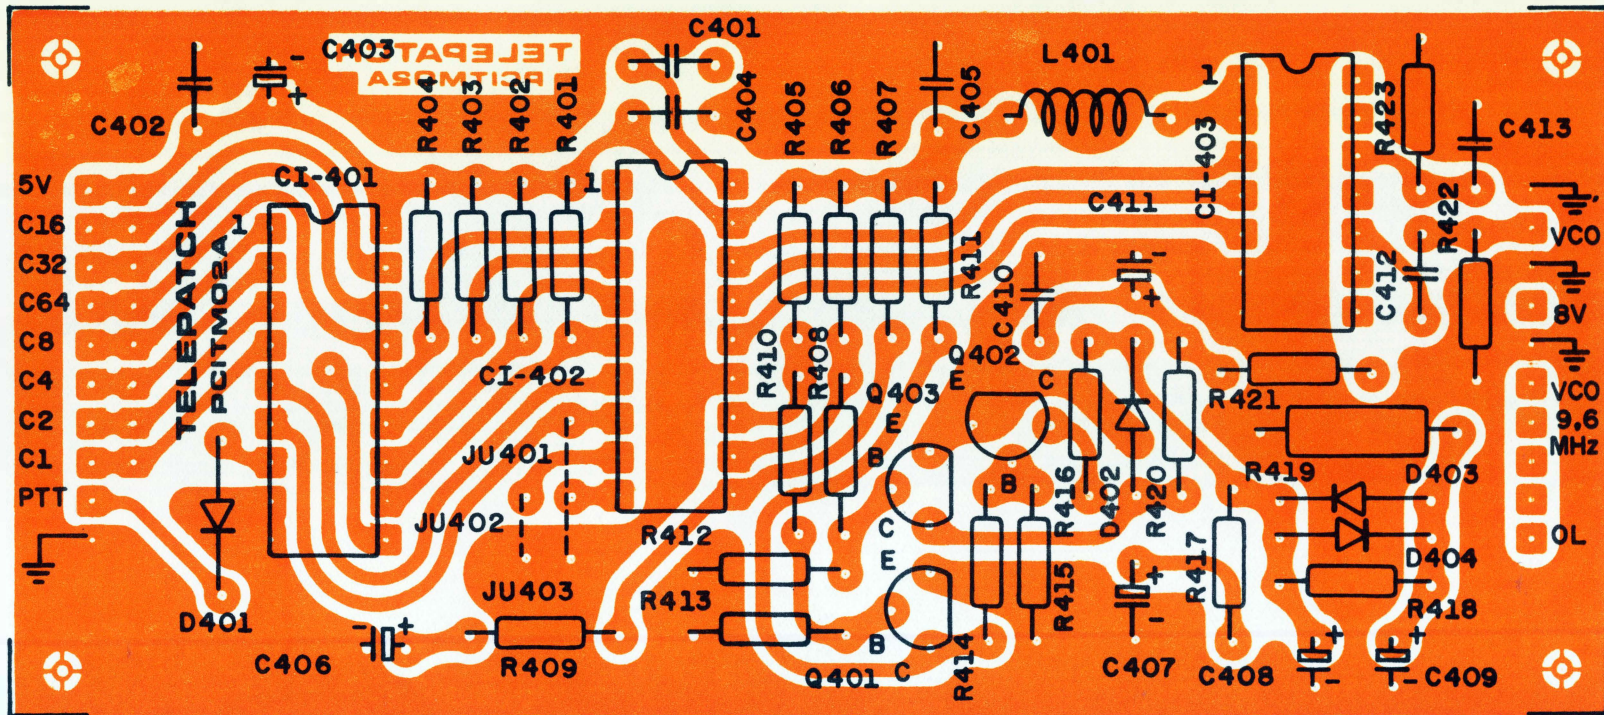 C403
TELEPATCH
PCITM02A
C401
L401
C402
R404
R403
R402
R401
C404
R405
R406
R407
C405
1
CI-403
R423
C413
5V
C16
C32
C64
C8
C4
C2
C1
PTT
TELEPATCH
PCITM02A
CI-401
1
1
CI-402
C411
R411
C410
C412
R422
VCO
8V
VCO
9,6
MHz
OL
R410
R408
Q402
E
C
B
Q403
E
B
C
R421
R419
D403
D404
R418
R416
D402
R420
R417
JU401
JU402
JU403
R412
R413
E
B
C
Q401
R414
R415
D401
C406
R409
C407
C408
C409